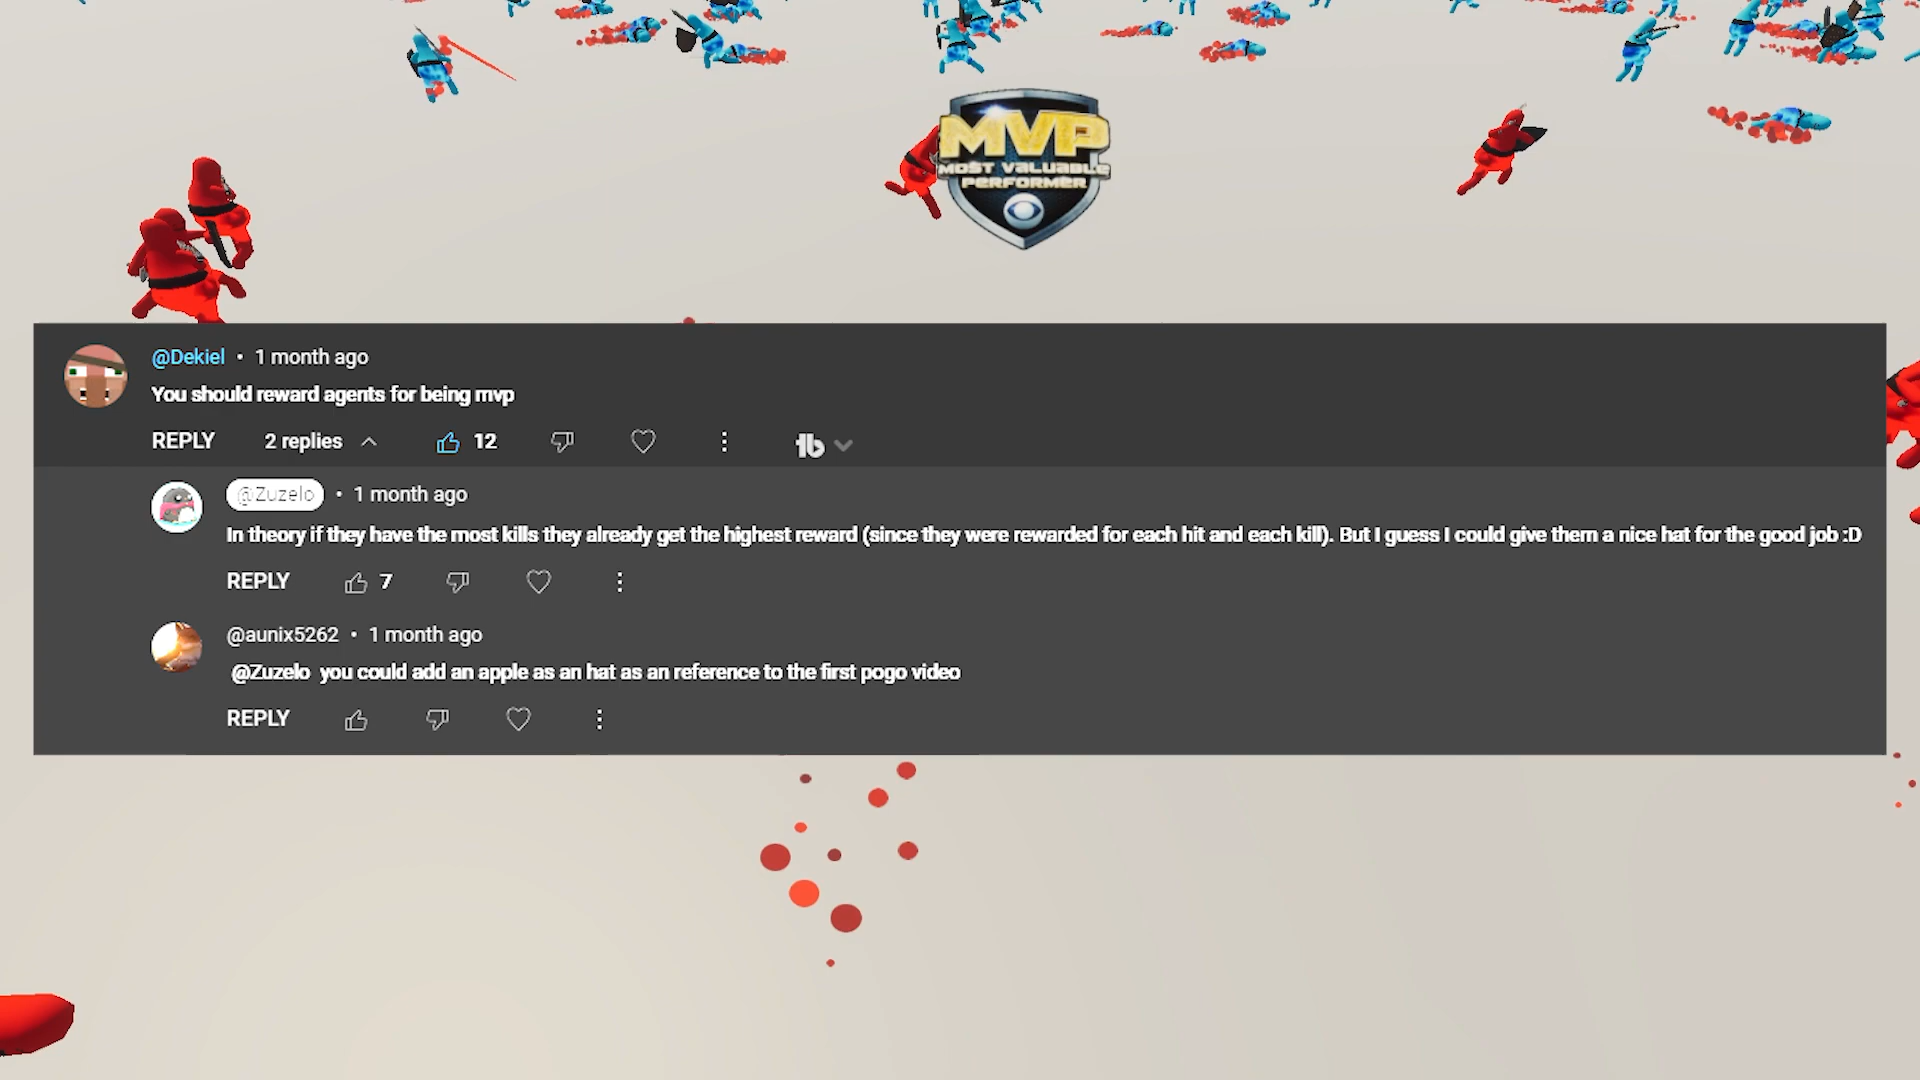 MVP
MOST VALUABLE
PERFORMER
@Dekiel • 1 month ago
You should reward agents for being mvp
REPLY 2 replies 12
@Zuzelo • 1 month ago
In theory if they have the most kills they already get the highest reward (since they were rewarded for each hit and each kill). But I guess I could give them a nice hat for the good job :D
REPLY 7
@aunix5262 • 1 month ago
@Zuzelo you could add an apple as an hat as an reference to the first pogo video
REPLY